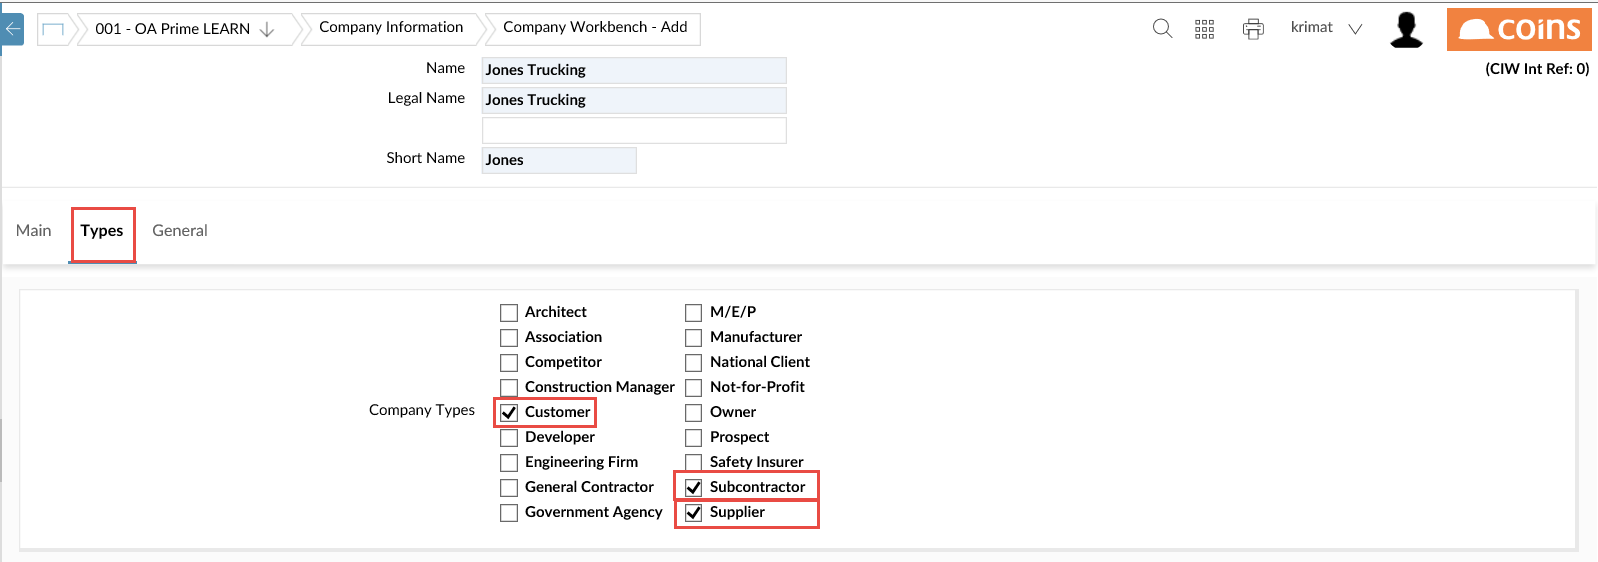 001 - OA Prime LEARN
Company Information
Company Workbench - Add
krimat
coins
(CIW Int Ref: 0)
Name
Jones Trucking
Legal Name
Jones Trucking
Short Name
Jones
Main
Types
General
Company Types
Architect
Association
Competitor
Construction Manager
Customer
Developer
Engineering Firm
General Contractor
Government Agency
M/E/P
Manufacturer
National Client
Not-for-Profit
Owner
Prospect
Safety Insurer
Subcontractor
Supplier